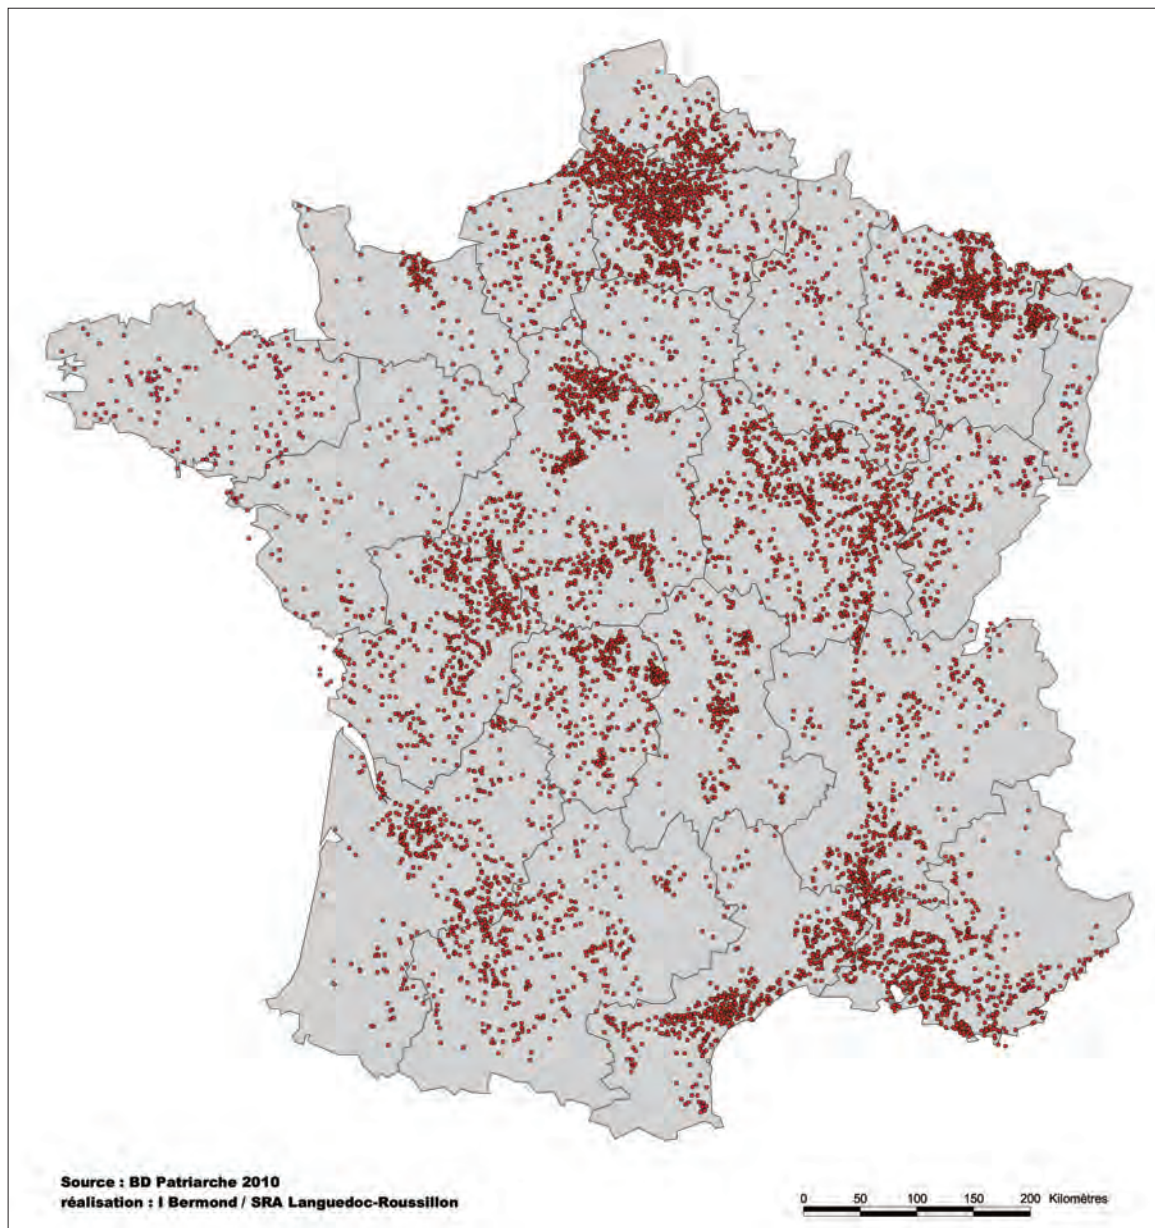 Source : BD Patriarche 2010
réalisation : I Bermond / SRA Languedoc-Roussillon
0 50 100 150 200 Kilomètres